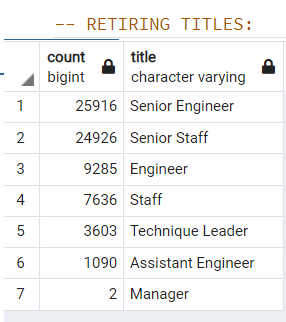 -- RETIRING TITLES:
count title
bigint character varying
1 25916 Senior Engineer
2 24926 Senior Staff
3 9285 Engineer
4 7636 Staff
5 3603 Technique Leader
6 1090 Assistant Engineer
7 2 Manager